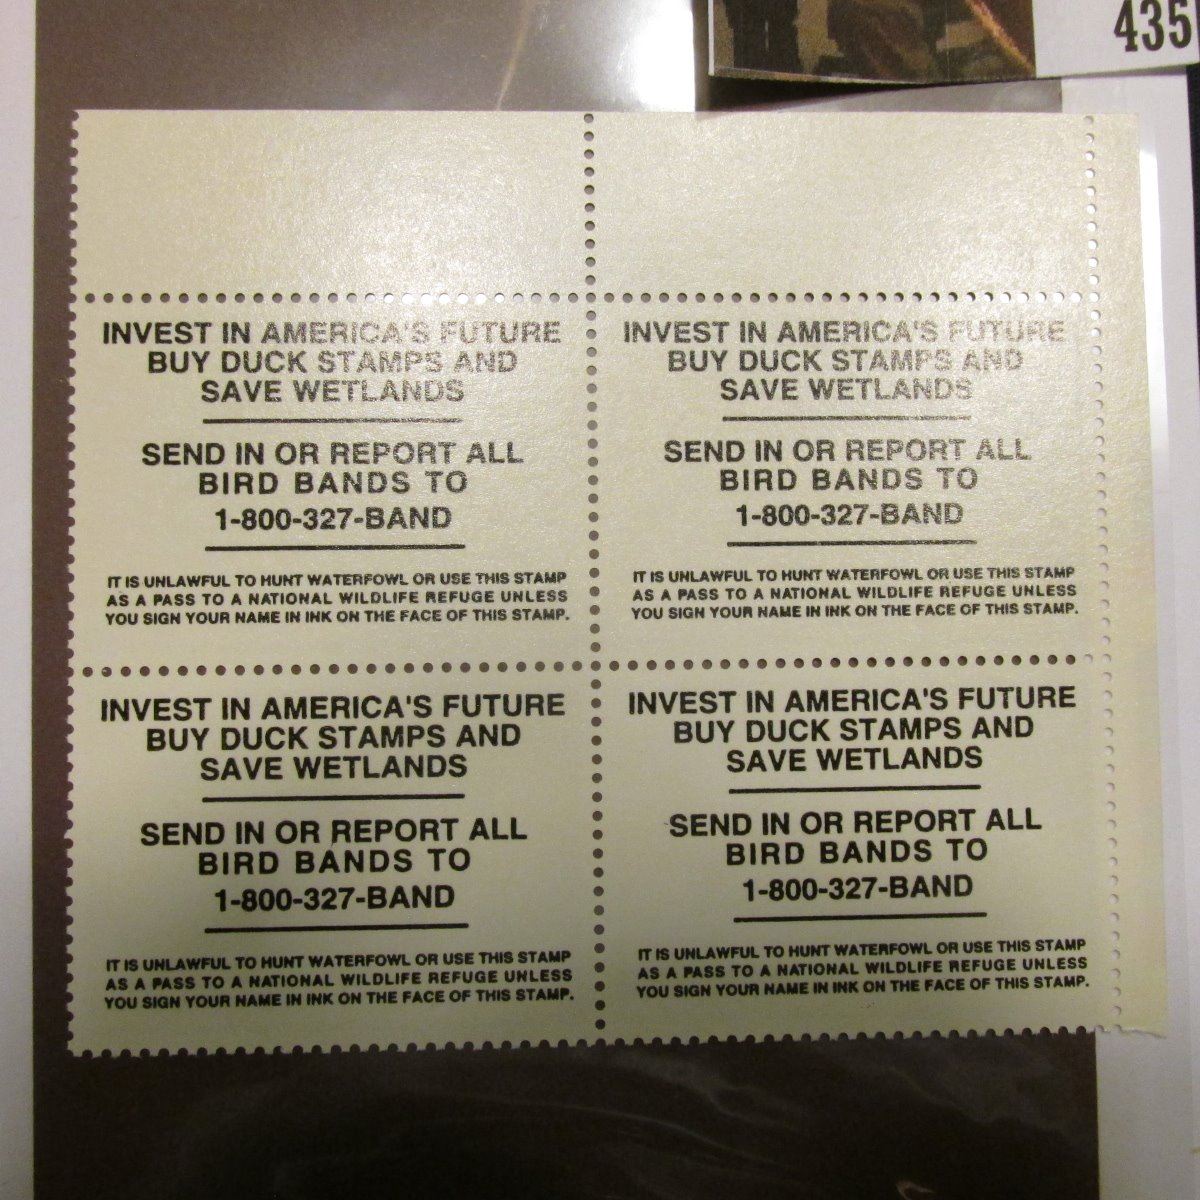 435
INVEST IN AMERICA'S FUTURE
BUY DUCK STAMPS AND
SAVE WETLANDS
SEND IN OR REPORT ALL
BIRD BANDS TO
1-800-327-BAND
IT IS UNLAWFUL TO HUNT WATERFOWL OR USE THIS STAMP
AS A PASS TO A NATIONAL WILDLIFE REFUGE UNLESS
YOU SIGN YOUR NAME IN INK ON THE FACE OF THIS STAMP.
INVEST IN AMERICA'S FUTURE
BUY DUCK STAMPS AND
SAVE WETLANDS
SEND IN OR REPORT ALL
BIRD BANDS TO
1-800-327-BAND
IT IS UNLAWFUL TO HUNT WATERFOWL OR USE THIS STAMP
AS A PASS TO A NATIONAL WILDLIFE REFUGE UNLESS
YOU SIGN YOUR NAME IN INK ON THE FACE OF THIS STAMP.
INVEST IN AMERICA'S FUTURE
BUY DUCK STAMPS AND
SAVE WETLANDS
SEND IN OR REPORT ALL
BIRD BANDS TO
1-800-327-BAND
IT IS UNLAWFUL TO HUNT WATERFOWL OR USE THIS STAMP
AS A PASS TO A NATIONAL WILDLIFE REFUGE UNLESS
YOU SIGN YOUR NAME IN INK ON THE FACE OF THIS STAMP.
INVEST IN AMERICA'S FUTURE
BUY DUCK STAMPS AND
SAVE WETLANDS
SEND IN OR REPORT ALL
BIRD BANDS TO
1-800-327-BAND
IT IS UNLAWFUL TO HUNT WATERFOWL OR USE THIS STAMP
AS A PASS TO A NATIONAL WILDLIFE REFUGE UNLESS
YOU SIGN YOUR NAME IN INK ON THE FACE OF THIS STAMP.